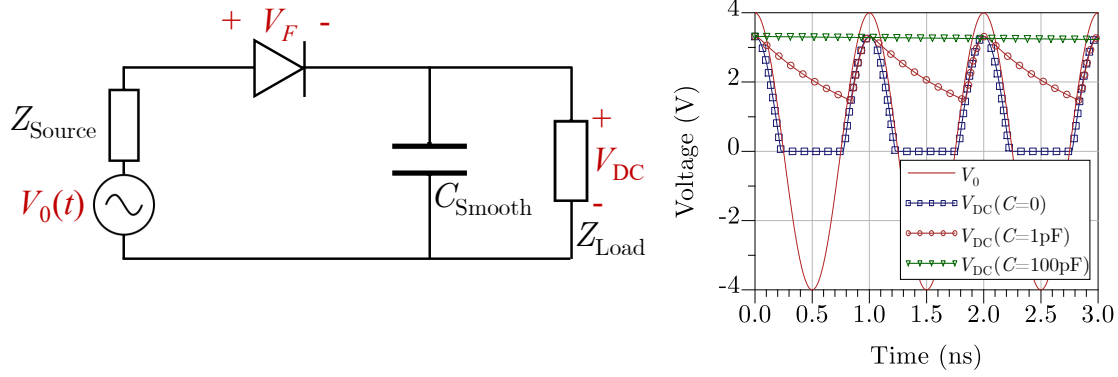 + V_F -
Z_Source
V_0(t)
C_Smooth
+
V_DC
-
Z_Load
Voltage (V)
4
2
0
-2
-4
V_0
V_DC(C=0)
V_DC(C=1pF)
V_DC(C=100pF)
0.0 0.5 1.0 1.5 2.0 2.5 3.0
Time (ns)